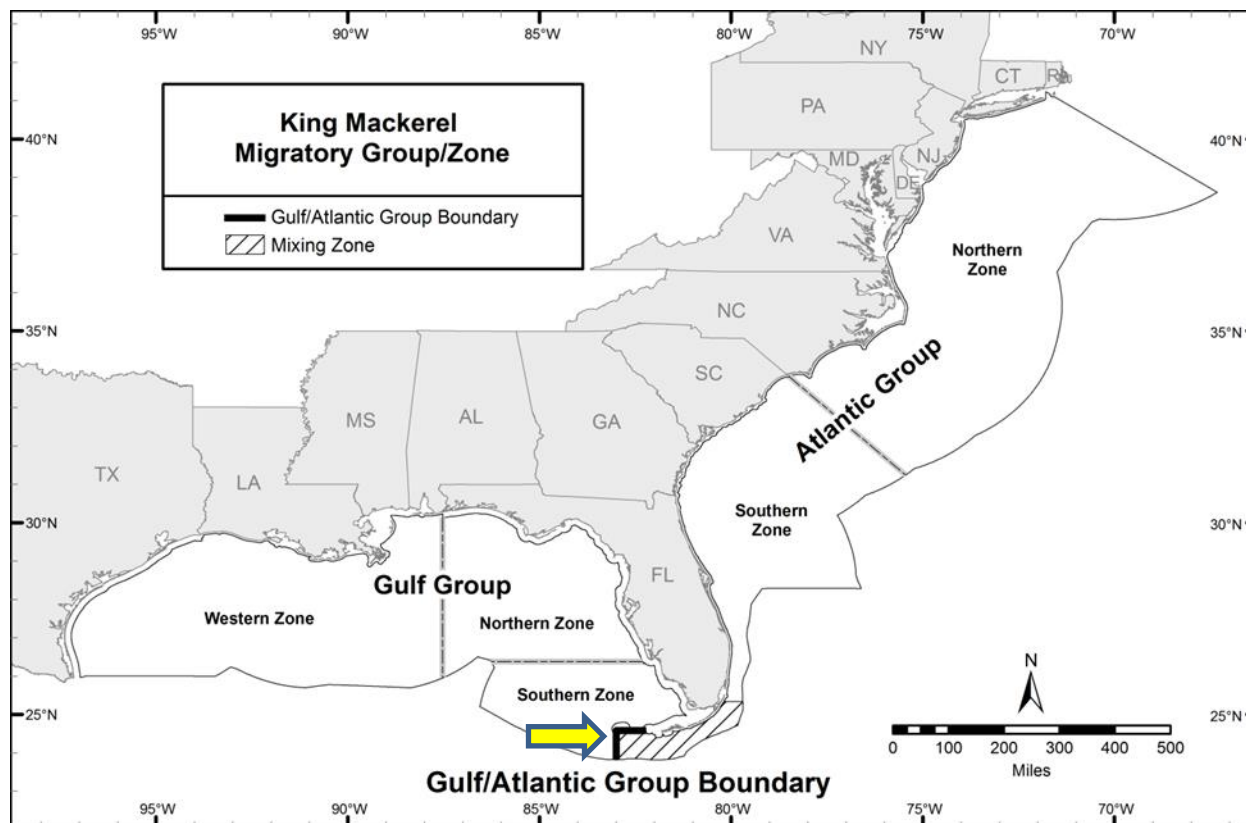 95°W 90°W 85°W 80°W 75°W 70°W
King Mackerel
Migratory Group/Zone
Gulf/Atlantic Group Boundary
Mixing Zone
40°N
35°N
30°N
25°N
40°N
35°N
30°N
25°N
NY
CT
RI
PA
NJ
MD
DE
VA
NC
SC
TX
LA
MS
AL
GA
FL
Northern
Zone
Atlantic Group
Southern
Zone
Gulf Group
Western Zone
Northern Zone
Southern Zone
Gulf/Atlantic Group Boundary
N
0 100 200 300 400 500
Miles
95°W 90°W 85°W 80°W 75°W 70°W